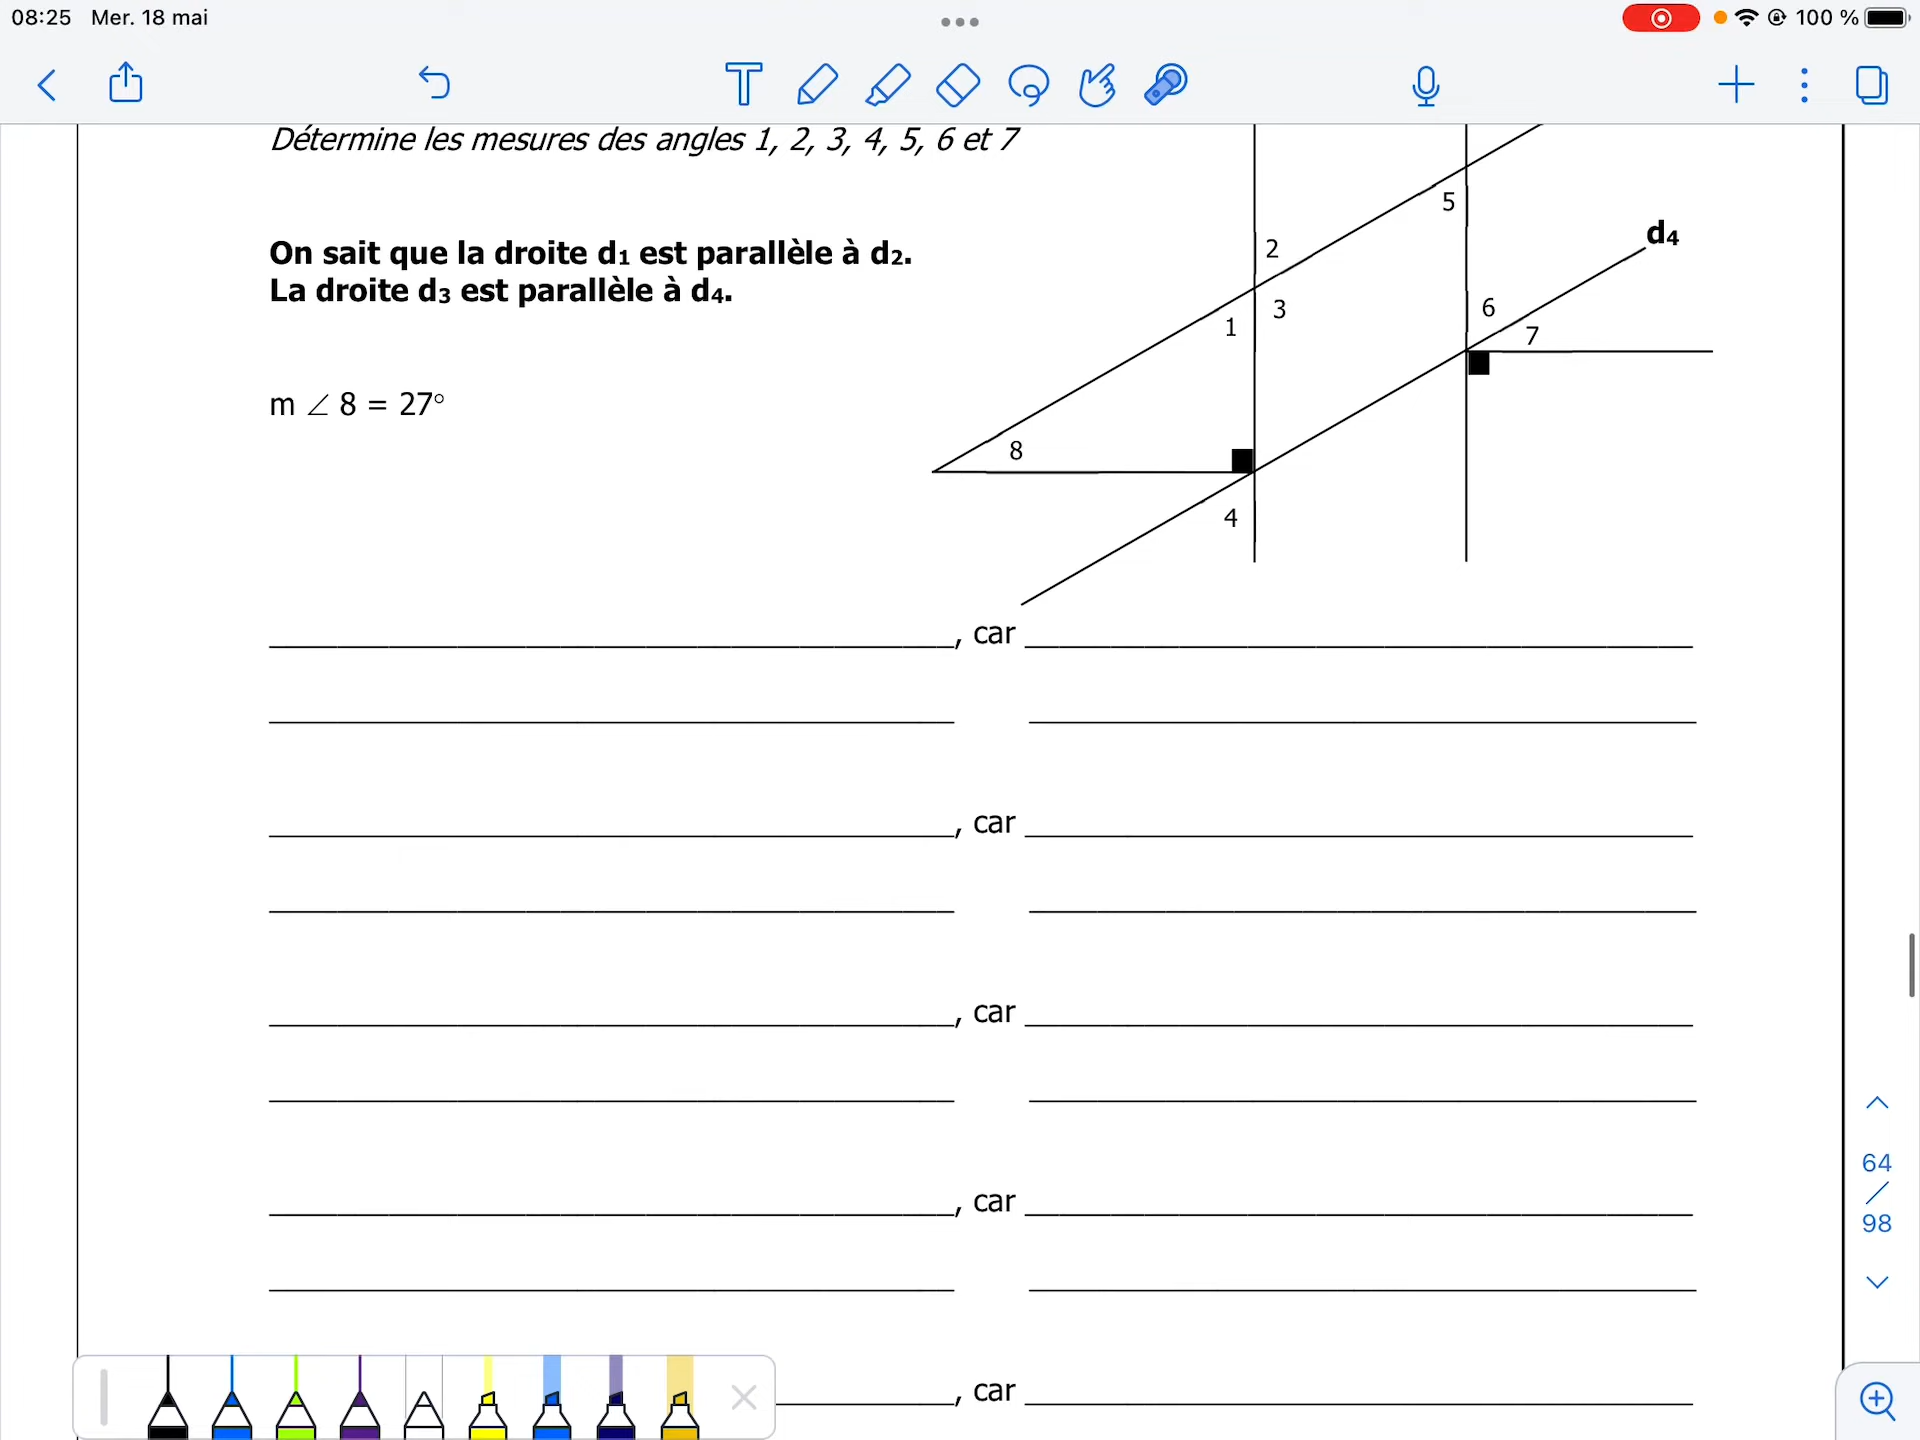 08:25 Mer. 18 mai
100 %
Détermine les mesures des angles 1, 2, 3, 4, 5, 6 et 7
5
d₄
2
On sait que la droite d₁ est parallèle à d₂.
La droite d₃ est parallèle à d₄.
3
6
1
7
m ∠ 8 = 27°
8
4
, car
, car
, car
64
/
98
, car
, car